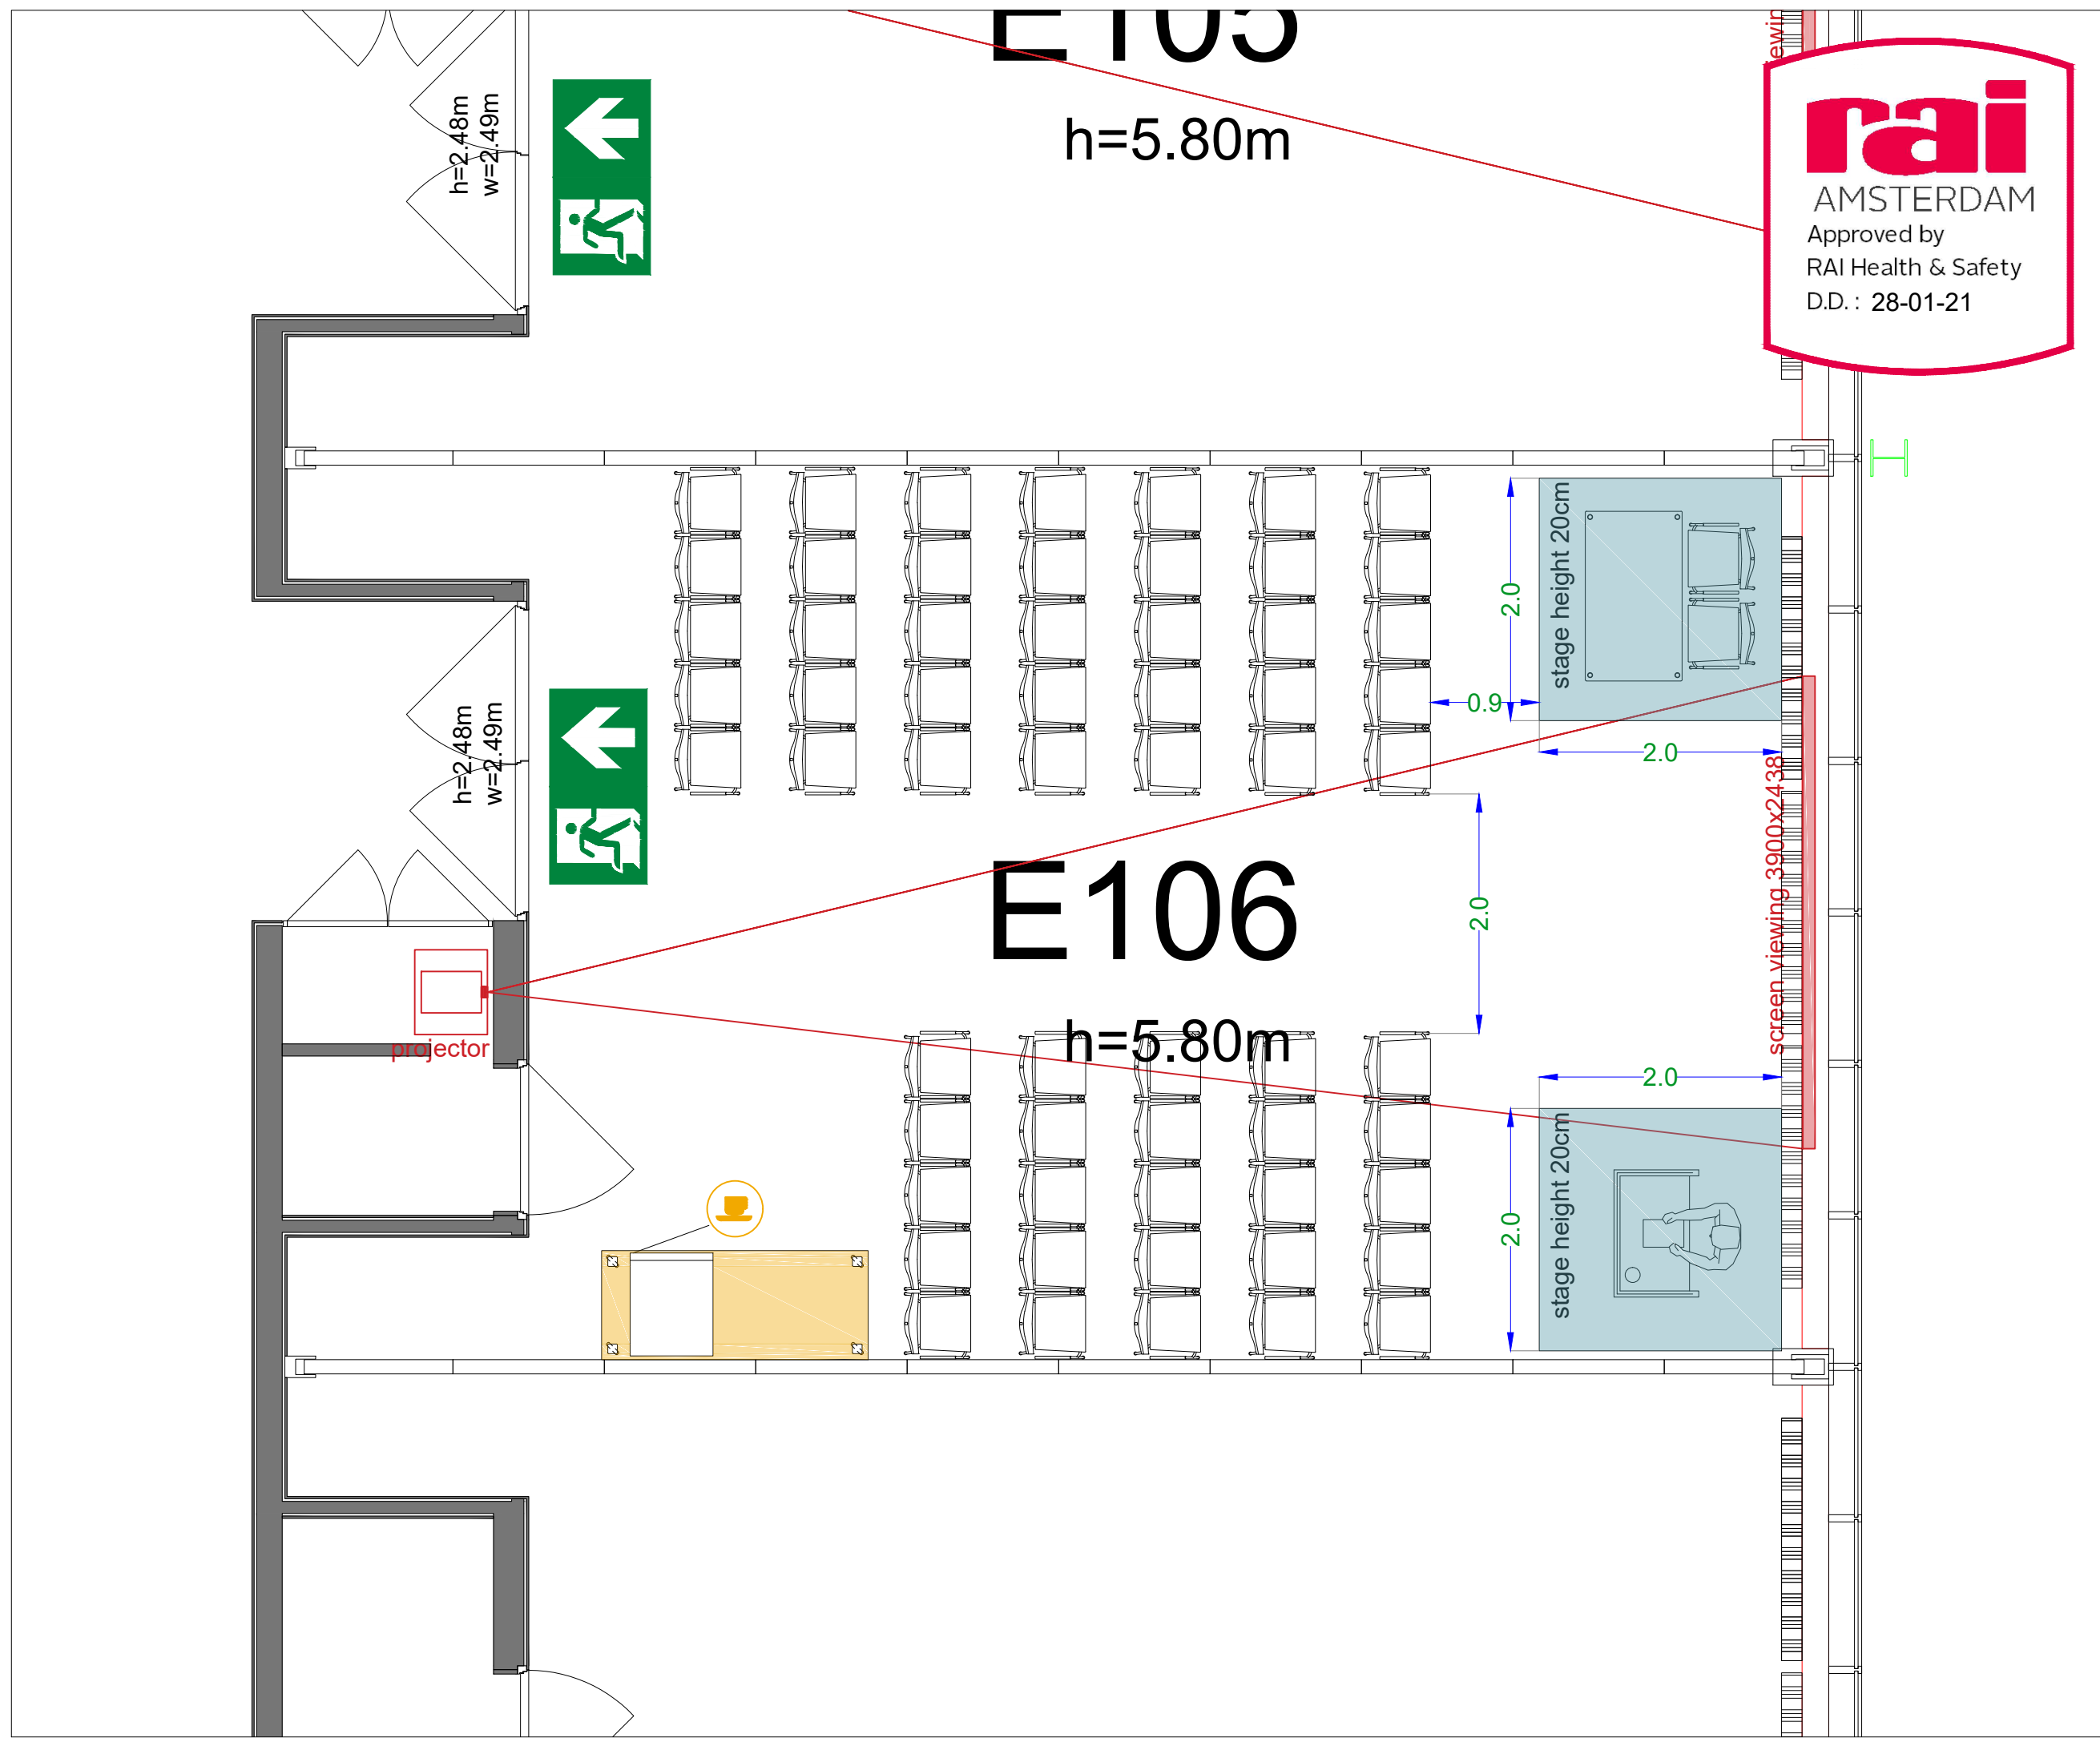 E105
h=5.80m
h=2.48m
w=2.49m
rai
AMSTERDAM
Approved by
RAI Health & Safety
D.D. : 28-01-21
stage height 20cm
2.0
0.9
2.0
h=2.48m
w=2.49m
E106
h=5.80m
2.0
screen viewing 3900x2438
projector
2.0
2.0
stage height 20cm